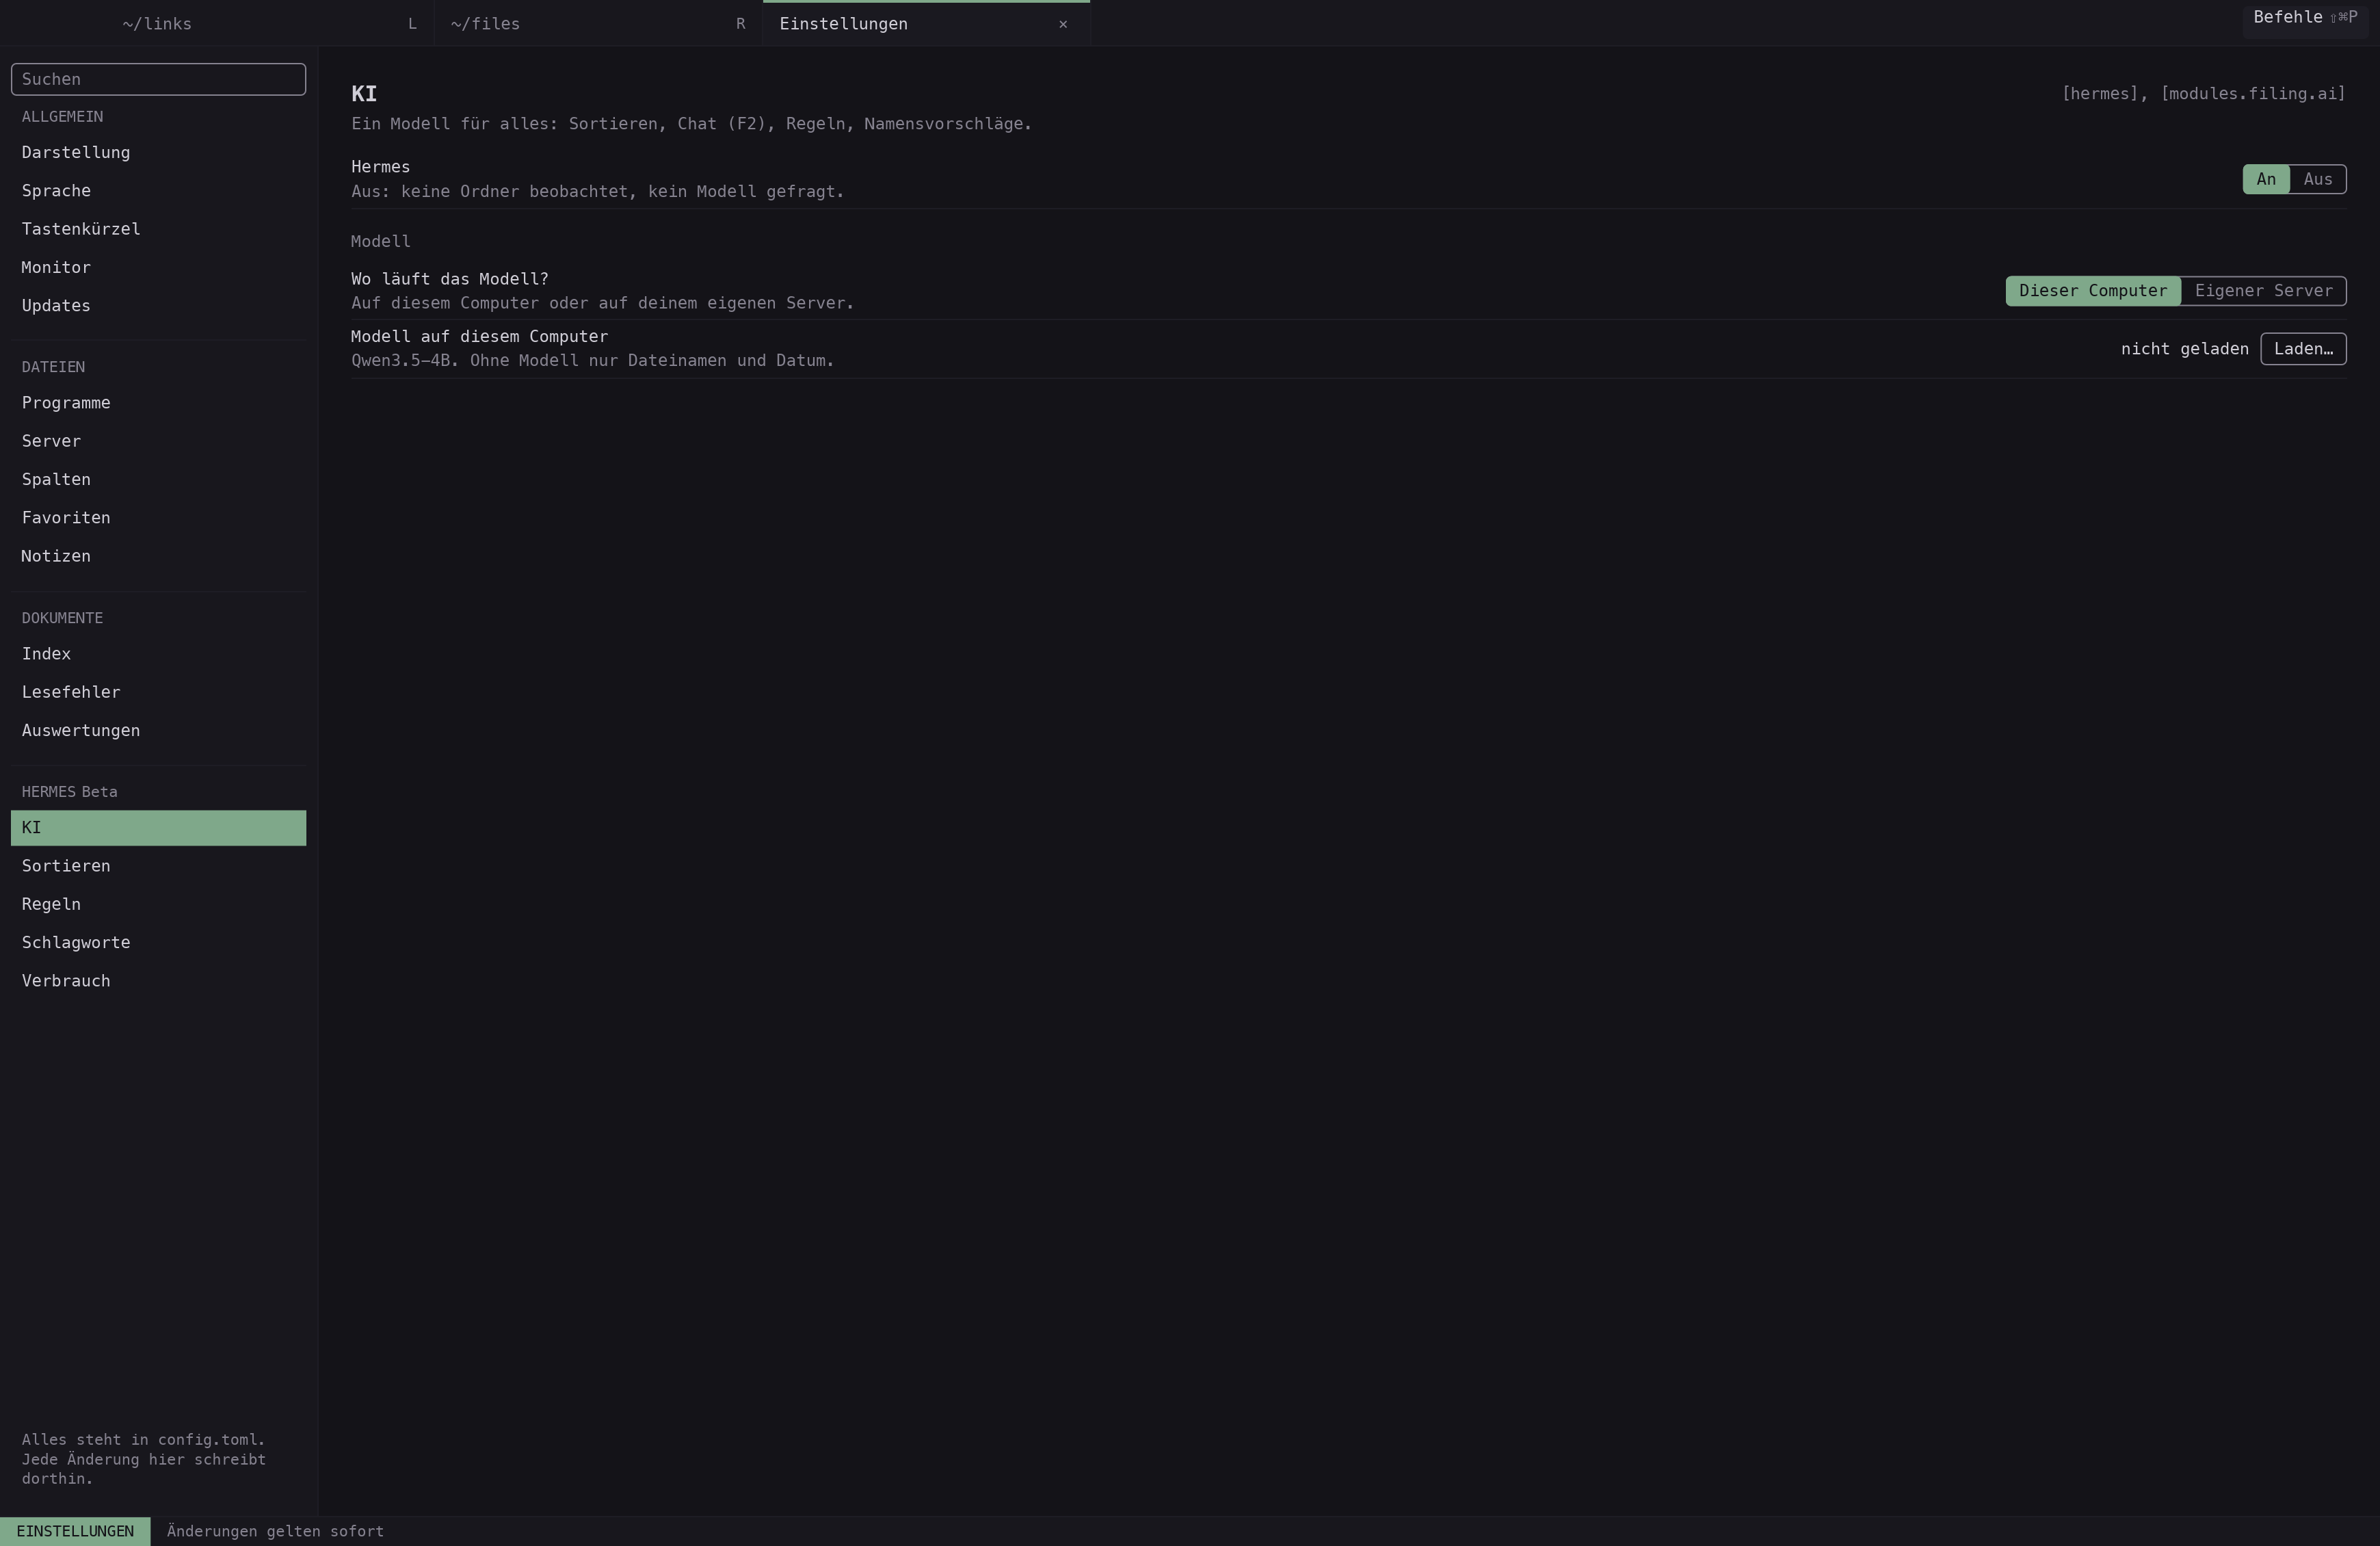 ~/links L ~/files R Einstellungen × Befehle ⇧⌘P
Suchen
ALLGEMEIN
Darstellung
Sprache
Tastenkürzel
Monitor
Updates
DATEIEN
Programme
Server
Spalten
Favoriten
Notizen
DOKUMENTE
Index
Lesefehler
Auswertungen
HERMES Beta
KI
Sortieren
Regeln
Schlagworte
Verbrauch
Alles steht in config.toml.
Jede Änderung hier schreibt
dorthin.
KI [hermes], [modules.filing.ai]
Ein Modell für alles: Sortieren, Chat (F2), Regeln, Namensvorschläge.
Hermes
Aus: keine Ordner beobachtet, kein Modell gefragt.
An Aus
Modell
Wo läuft das Modell?
Auf diesem Computer oder auf deinem eigenen Server.
Dieser Computer Eigener Server
Modell auf diesem Computer
Qwen3.5-4B. Ohne Modell nur Dateinamen und Datum.
nicht geladen Laden…
EINSTELLUNGEN Änderungen gelten sofort